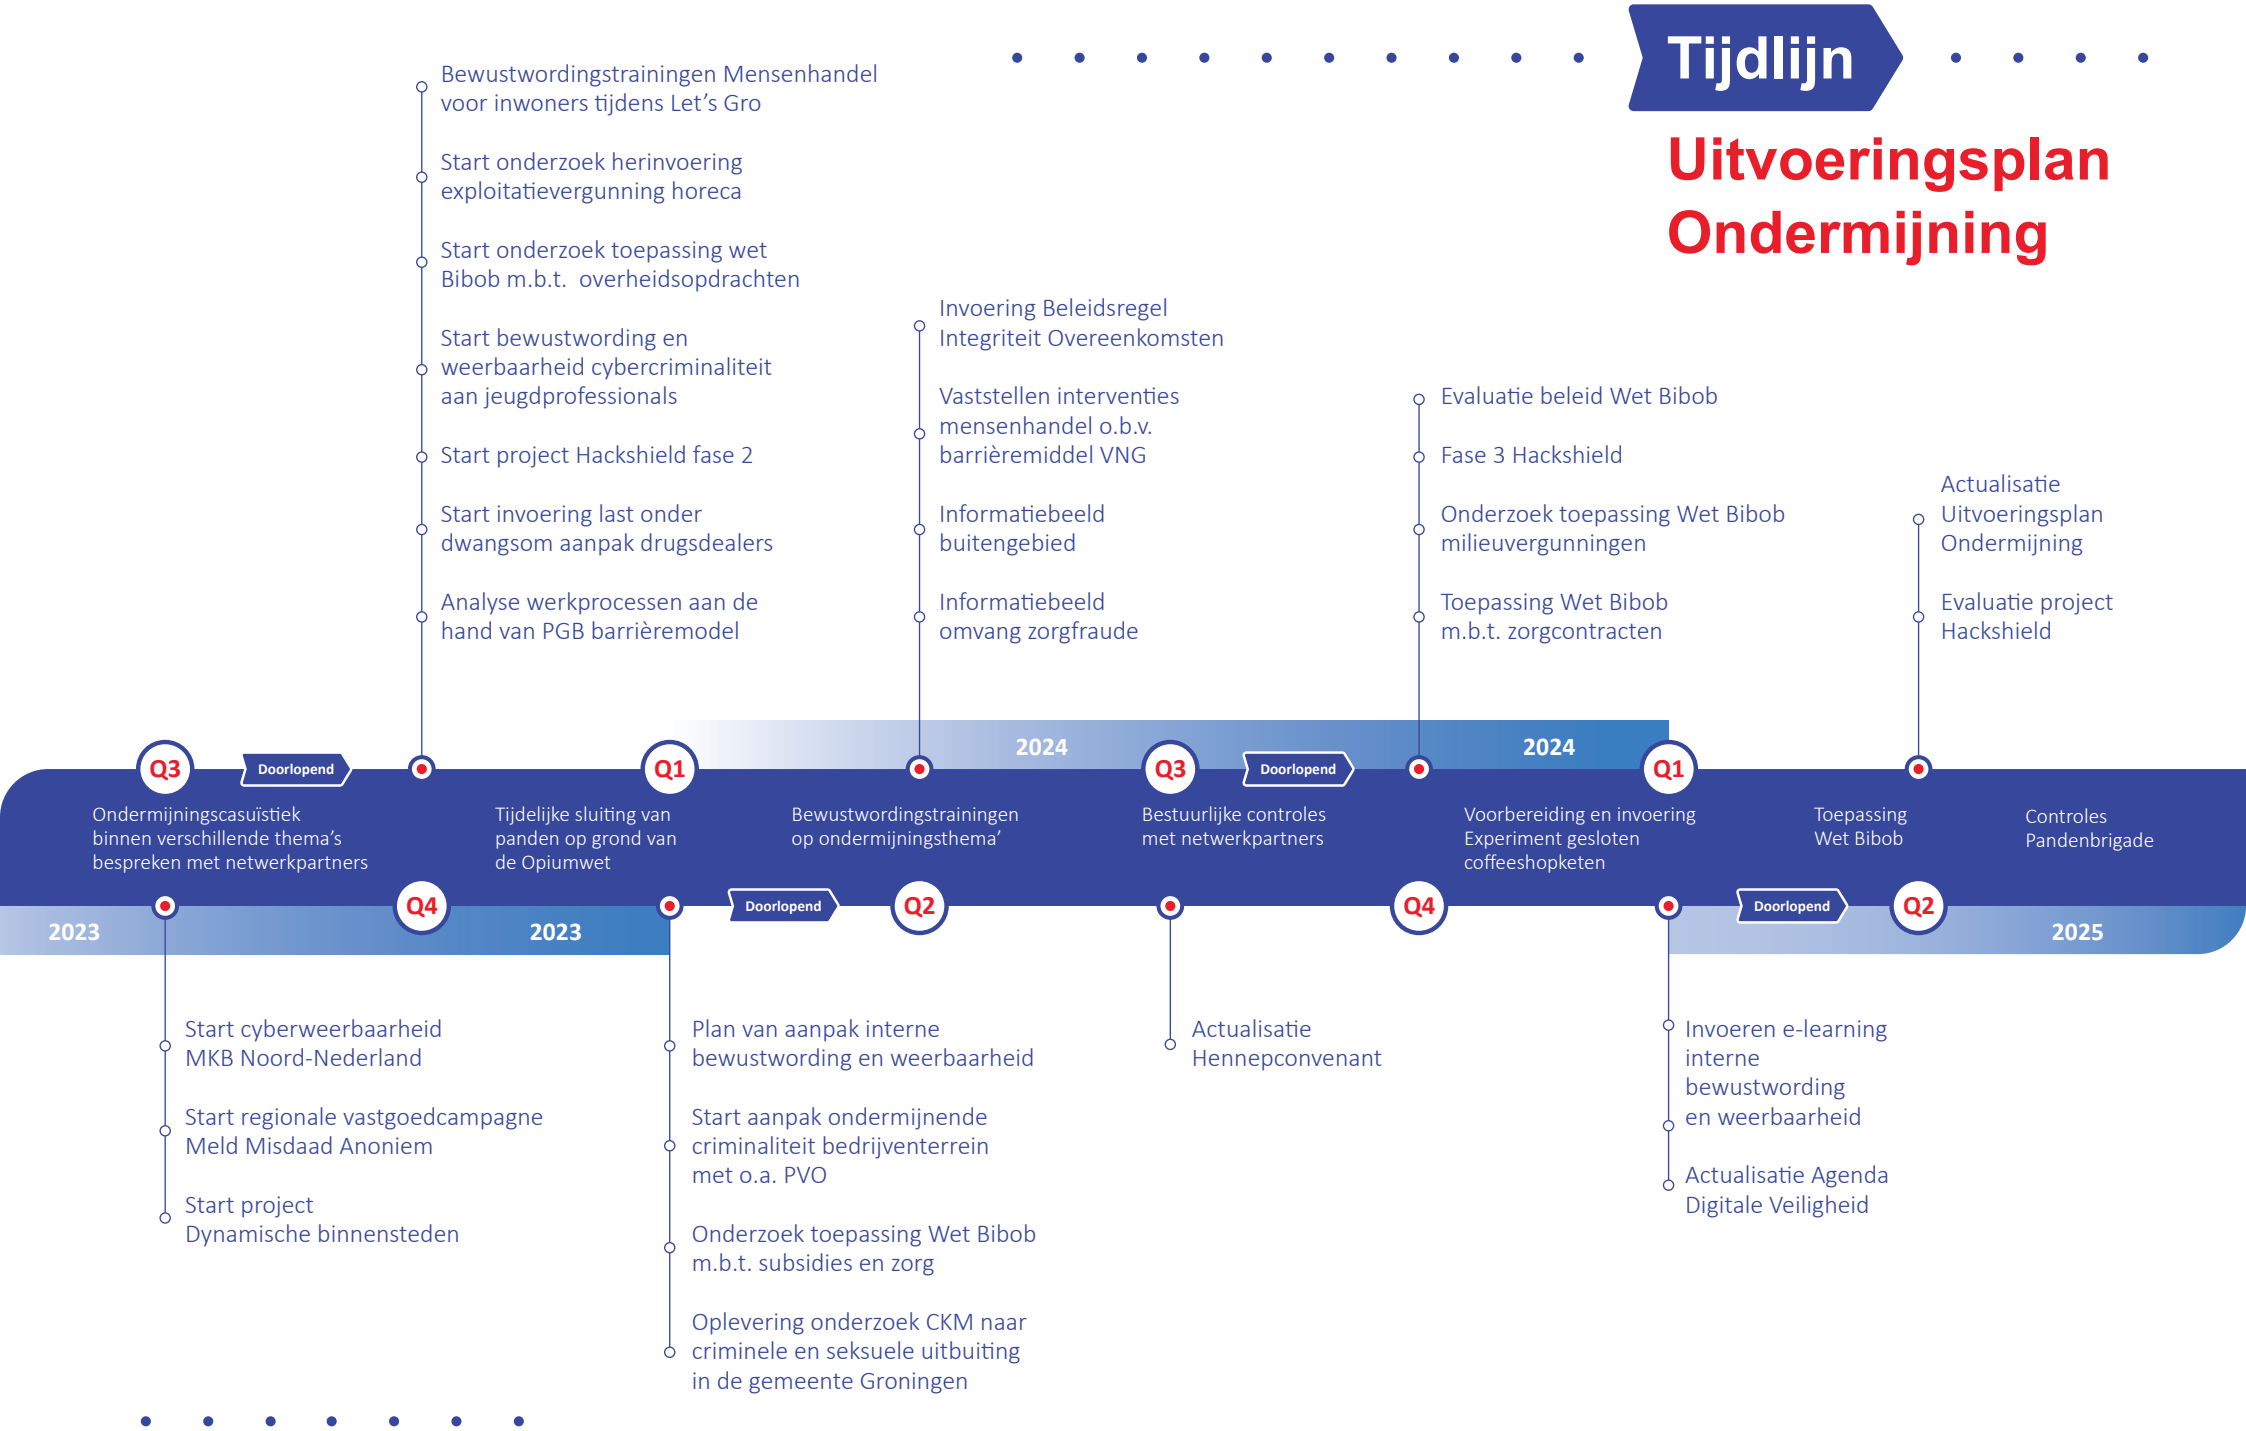 Tijdlijn
Uitvoeringsplan
Ondermijning
Bewustwordingstrainingen Mensenhandel
voor inwoners tijdens Let's Gro
Start onderzoek herinvoering
exploitatievergunning horeca
Start onderzoek toepassing wet
Bibob m.b.t.  overheidsopdrachten
Start bewustwording en
weerbaarheid cybercriminaliteit
aan jeugdprofessionals
Start project Hackshield fase 2
Start invoering last onder
dwangsom aanpak drugsdealers
Analyse werkprocessen aan de
hand van PGB barrièremodel
Invoering Beleidsregel
Integriteit Overeenkomsten
Vaststellen interventies
mensenhandel o.b.v.
barrièremiddel VNG
Informatiebeeld
buitengebied
Informatiebeeld
omvang zorgfraude
Evaluatie beleid Wet Bibob
Fase 3 Hackshield
Onderzoek toepassing Wet Bibob
milieuvergunningen
Toepassing Wet Bibob
m.b.t. zorgcontracten
Actualisatie
Uitvoeringsplan
Ondermijning
Evaluatie project
Hackshield
2024
2024
Q3
Doorlopend
Q1
Q3
Doorlopend
Q1
Ondermijningscasuïstiek
binnen verschillende thema's
bespreken met netwerkpartners
Tijdelijke sluiting van
panden op grond van
de Opiumwet
Bewustwordingstrainingen
op ondermijningsthema'
Bestuurlijke controles
met netwerkpartners
Voorbereiding en invoering
Experiment gesloten
coffeeshopketen
Toepassing
Wet Bibob
Controles
Pandenbrigade
Q4
Doorlopend
Q2
Q4
Doorlopend
Q2
2023
2023
2025
Start cyberweerbaarheid
MKB Noord-Nederland
Start regionale vastgoedcampagne
Meld Misdaad Anoniem
Start project
Dynamische binnensteden
Plan van aanpak interne
bewustwording en weerbaarheid
Start aanpak ondermijnende
criminaliteit bedrijventerrein
met o.a. PVO
Onderzoek toepassing Wet Bibob
m.b.t. subsidies en zorg
Oplevering onderzoek CKM naar
criminele en seksuele uitbuiting
in de gemeente Groningen
Actualisatie
Hennepconvenant
Invoeren e-learning
interne
bewustwording
en weerbaarheid
Actualisatie Agenda
Digitale Veiligheid